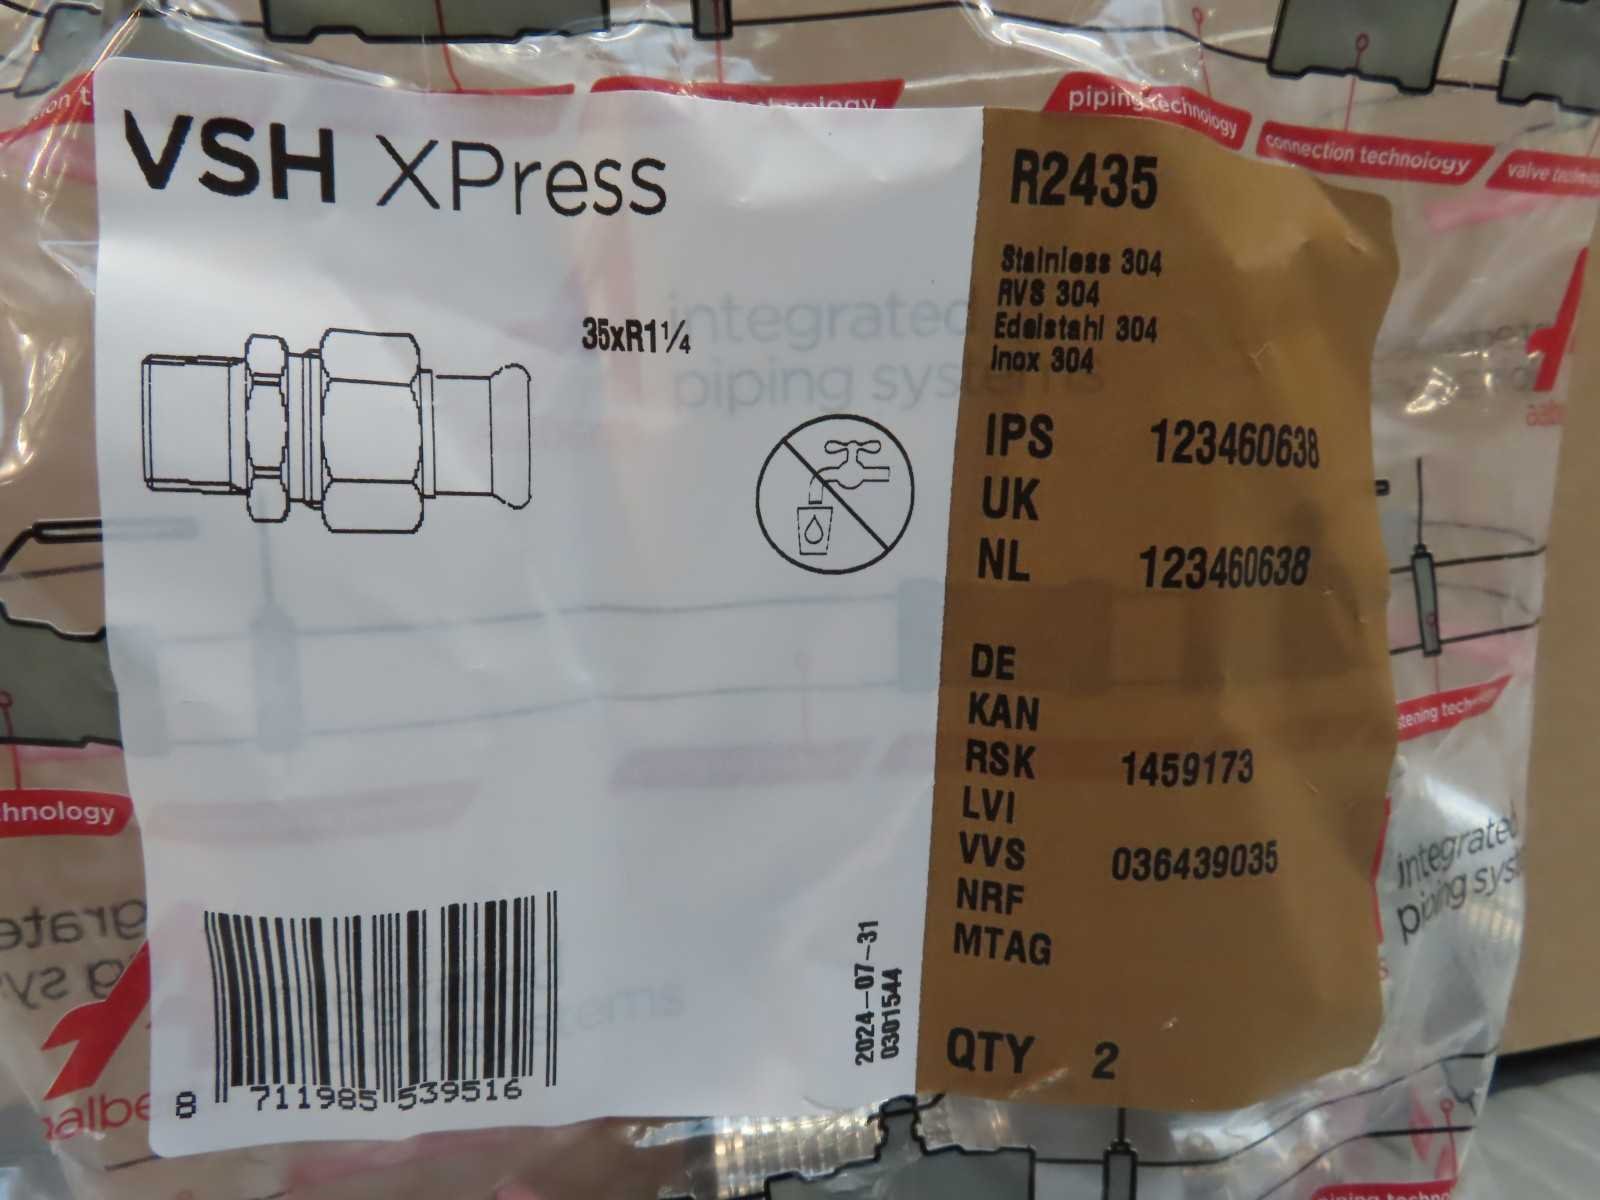 VSH XPress
35xR1¼
R2435
Stainless 304
RVS 304
Edelstahl 304
Inox 304
IPS 123460638
UK
NL 123460638
DE
KAN
RSK 1459173
LVI
VVS 036439035
NRF
MTAG
QTY 2
2024-07-31
0301544
8 711985 539516
piping technology
connection technology
valve
technology
integrated
piping systems
integrated
piping